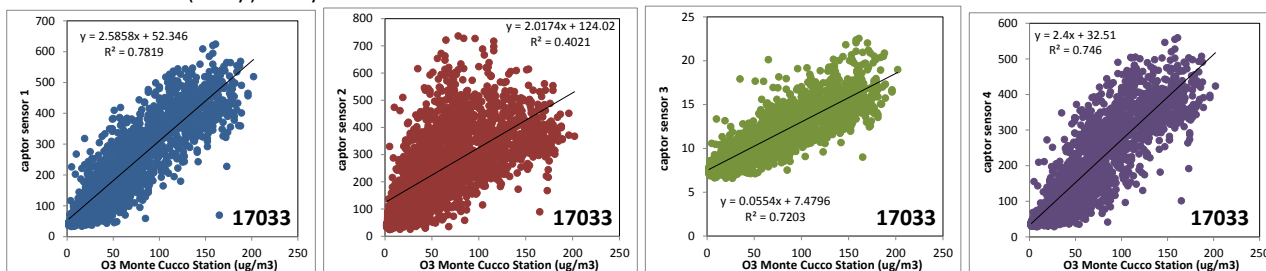 700
600
500
400
300
200
100
0
0 50 100 150 200 250
captor sensor 1
O3 Monte Cucco Station (ug/m3)
y = 2.5858x + 52.346
R² = 0.7819
17033
800
700
600
500
400
300
200
100
0
0 50 100 150 200 250
captor sensor 2
O3 Monte Cucco Station (ug/m3)
y = 2.0174x + 124.02
R² = 0.4021
17033
25
20
15
10
5
0
0 50 100 150 200 250
captor sensor 3
O3 Monte Cucco Station (ug/m3)
y = 0.0554x + 7.4796
R² = 0.7203
17033
600
500
400
300
200
100
0
0 50 100 150 200 250
captor sensor 4
O3 Monte Cucco Station (ug/m3)
y = 2.4x + 32.51
R² = 0.746
17033